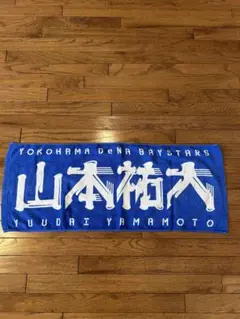 YOKOHAMA DeNA BAYSTARS
山本祐大
YUUDAI YAMAMOTO